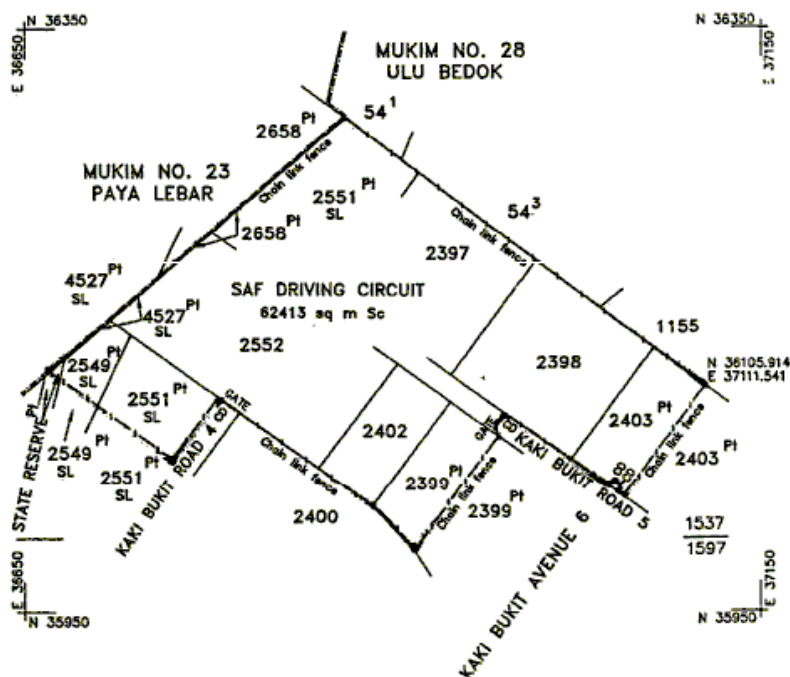 N 36350
N 36350
E 36650
E 37150
MUKIM NO. 28
ULU BEDOK
54¹
2658 Pt
Chain link fence
MUKIM NO. 23
PAYA LEBAR
2551 Pt
SL
54³
Chain link fence
2658 Pt
2397
4527 Pt
SL
SAF DRIVING CIRCUIT
62413 sq m Sc
4527 Pt
SL
2552
1155
2398
N 36105.914
E 37111.541
2549 Pt
SL
2551 Pt
SL
GATE
CD
2403 Pt
Chain link fence
2403 Pt
Pt
STATE RESERVE
2549 Pt
SL
2551 Pt
SL
KAKI BUKIT ROAD 4
Chain link fence
2402
GATE
CD
KAKI BUKIT ROAD 5
88
Pt
2399 Pt
Chain link fence
2399 Pt
2400
KAKI BUKIT AVENUE 6
1537
1597
E 36650
E 37150
N 35950
N 35950